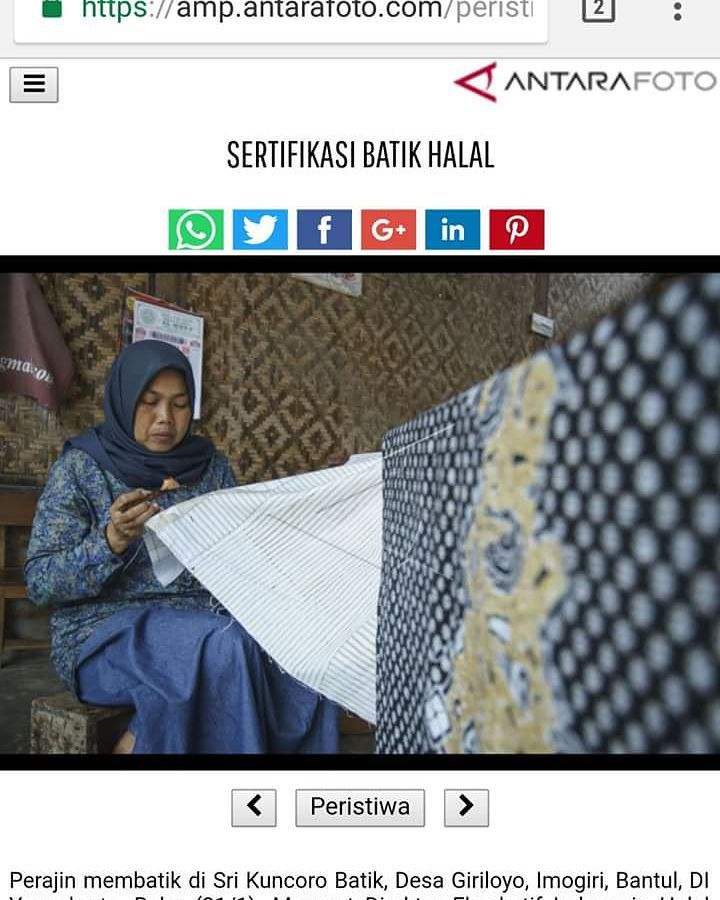 https://amp.antarafoto.com/peristi
2
ANTARAFOTO
SERTIFIKASI BATIK HALAL
G+
in
Peristiwa
Perajin membatik di Sri Kuncoro Batik, Desa Giriloyo, Imogiri, Bantul, DI